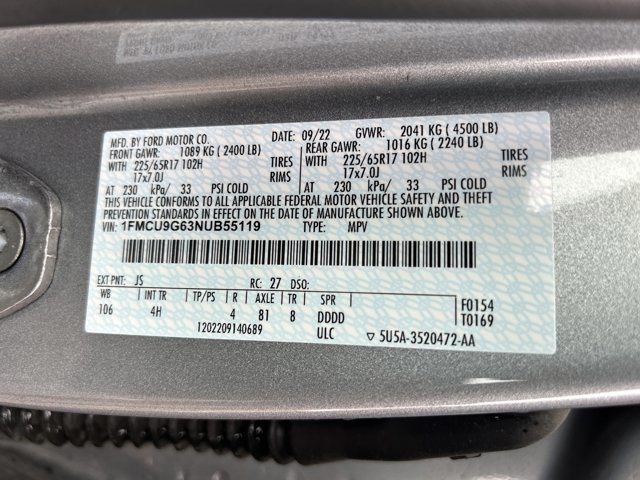 MFD. BY FORD MOTOR CO. DATE: 09/22 GVWR: 2041 KG ( 4500 LB)
FRONT GAWR: 1089 KG ( 2400 LB) REAR GAWR: 1016 KG ( 2240 LB)
WITH 225/65R17 102H TIRES WITH 225/65R17 102H TIRES
17x7.0J RIMS 17x7.0J RIMS
AT 230 kPa/ 33 PSI COLD AT 230 kPa/ 33 PSI COLD
THIS VEHICLE CONFORMS TO ALL APPLICABLE FEDERAL MOTOR VEHICLE SAFETY AND THEFT
PREVENTION STANDARDS IN EFFECT ON THE DATE OF MANUFACTURE SHOWN ABOVE.
VIN: 1FMCU9G63NUB55119 TYPE: MPV
EXT PNT: JS RC: 27 DSO:
WB INT TR TP/PS R AXLE TR SPR F0154
106 4H 4 81 8 DDDD T0169
1202209140689 ULC ▽ 5U5A-3520472-AA